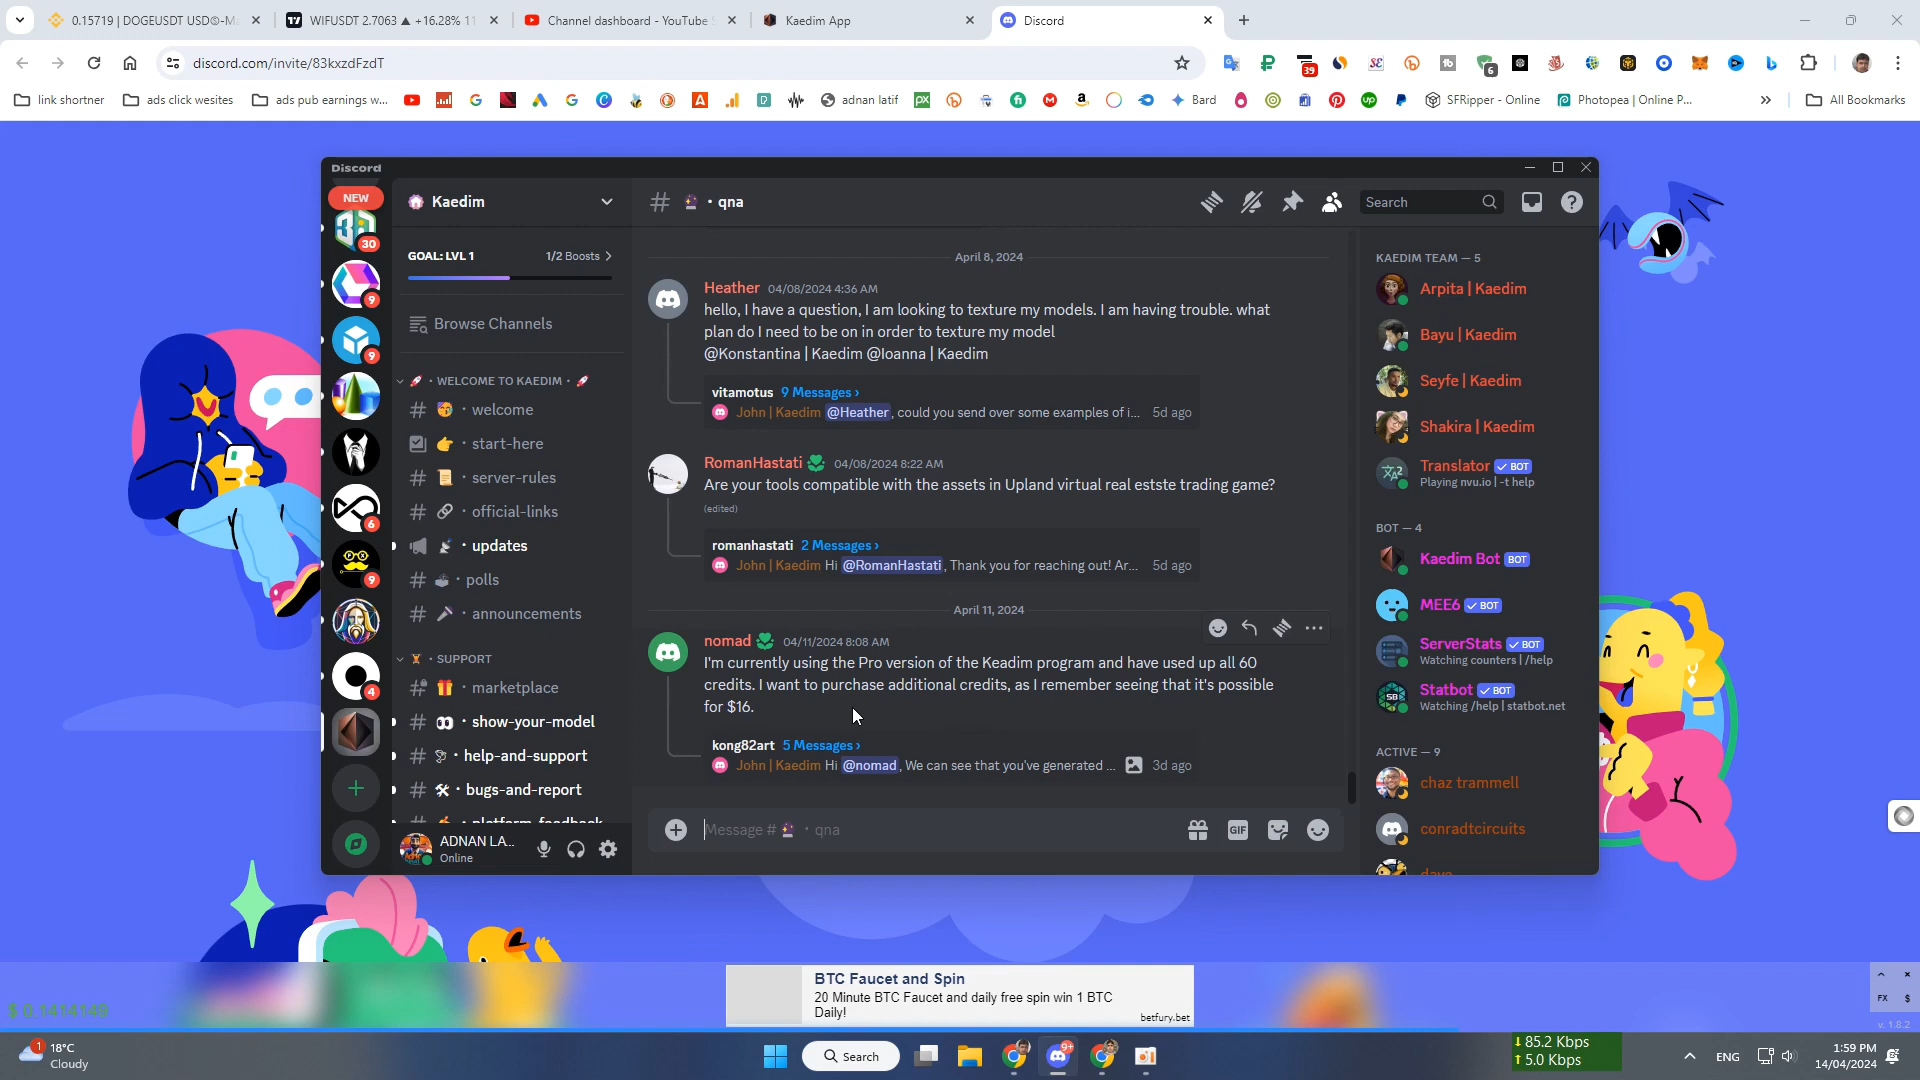 0.15719 | DOGEUSDT USD©-M
WIFUSDT 2.7063 ▲ +16.28% 11
Channel dashboard - YouTube S
Kaedim App
Discord
discord.com/invite/83kxzdFzdT
39
6
link shortner
ads click wesites
ads pub earnings w...
adnan latif
Bard
SFRipper - Online
Photopea | Online P...
»
All Bookmarks
Discord
NEW
30
9
9
6
9
4
Kaedim
GOAL: LVL 1
1/2 Boosts
Browse Channels
WELCOME TO KAEDIM
welcome
start-here
server-rules
official-links
updates
polls
announcements
SUPPORT
marketplace
show-your-model
help-and-support
bugs-and-report
platform-feedback
ADNAN LA...
Online
# · qna
Search
April 8, 2024
Heather 04/08/2024 4:36 AM
hello, I have a question, I am looking to texture my models. I am having trouble. what
plan do I need to be on in order to texture my model
@Konstantina | Kaedim @Ioanna | Kaedim
vitamotus 9 Messages ›
John | Kaedim @Heather, could you send over some examples of i... 5d ago
RomanHastati 04/08/2024 8:22 AM
Are your tools compatible with the assets in Upland virtual real estste trading game?
(edited)
romanhastati 2 Messages ›
John | Kaedim Hi @RomanHastati, Thank you for reaching out! Ar... 5d ago
April 11, 2024
nomad 04/11/2024 8:08 AM
I'm currently using the Pro version of the Keadim program and have used up all 60
credits. I want to purchase additional credits, as I remember seeing that it's possible
for $16.
kong82art 5 Messages ›
John | Kaedim Hi @nomad, We can see that you've generated ... 3d ago
Message # · qna
GIF
KAEDIM TEAM — 5
Arpita | Kaedim
Bayu | Kaedim
Seyfe | Kaedim
Shakira | Kaedim
Translator ✓ BOT
Playing nvu.io | -t help
BOT — 4
Kaedim Bot BOT
MEE6 ✓ BOT
ServerStats ✓ BOT
Watching counters | /help
Statbot ✓ BOT
Watching /help | statbot.net
ACTIVE — 9
chaz trammell
conradtcircuits
dave
$ 0.1414149
BTC Faucet and Spin
20 Minute BTC Faucet and daily free spin win 1 BTC
Daily!
betfury.bet
FX $
v. 1.8.2
1
18°C
Cloudy
Search
9+
85.2 Kbps
5.0 Kbps
ENG
1:59 PM
14/04/2024